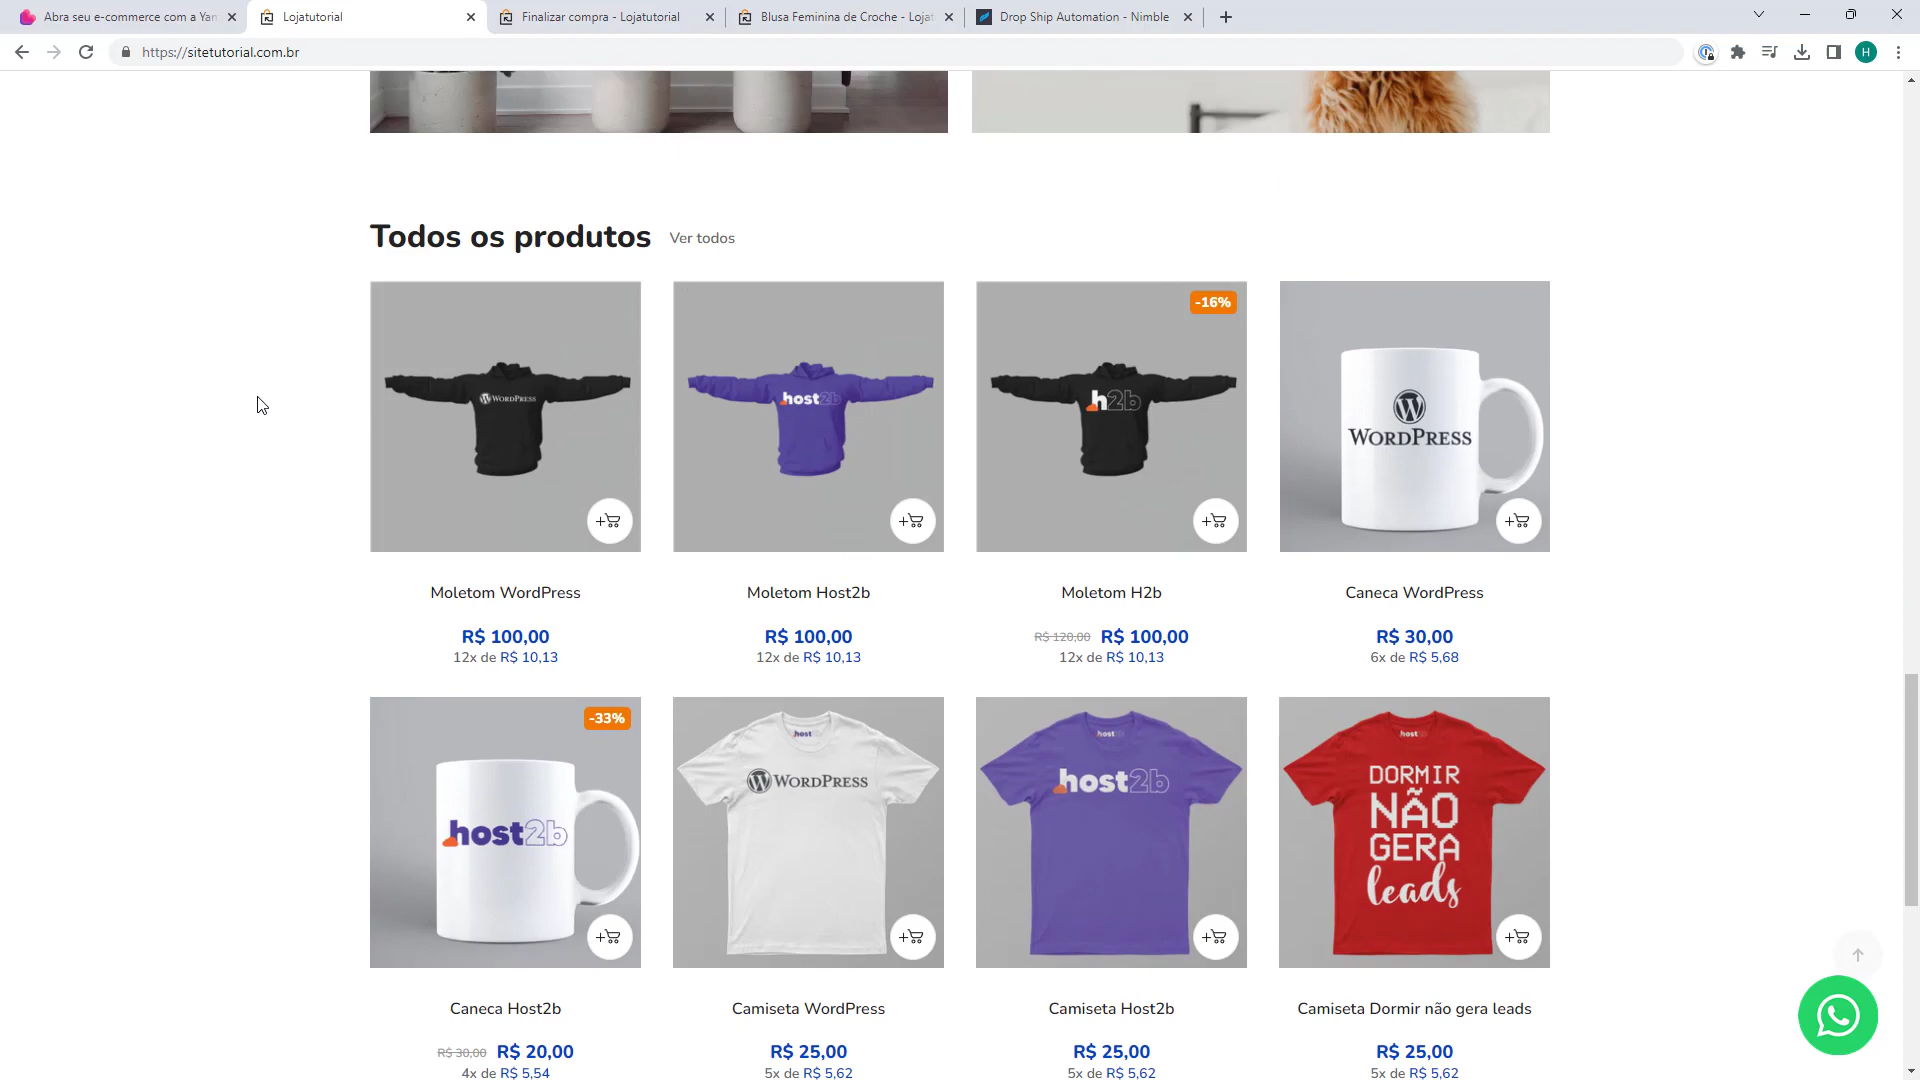 Abra seu e-commerce com a Yam
Lojatutorial
Finalizar compra - Lojatutorial
Blusa Feminina de Croche - Lojat
Drop Ship Automation - Nimble
https://sitetutorial.com.br
H
Todos os produtos Ver todos
-16%
WORDPRESS
host2b
h2b
WORDPRESS
Moletom WordPress
Moletom Host2b
Moletom H2b
Caneca WordPress
R$ 100,00
R$ 100,00
R$ 120,00 R$ 100,00
R$ 30,00
12x de R$ 10,13
12x de R$ 10,13
12x de R$ 10,13
6x de R$ 5,68
-33%
host2b
host
WORDPRESS
host
host2b
host
DORMIR
NÃO
GERA
leads
Caneca Host2b
Camiseta WordPress
Camiseta Host2b
Camiseta Dormir não gera leads
R$ 30,00 R$ 20,00
R$ 25,00
R$ 25,00
R$ 25,00
4x de R$ 5,54
5x de R$ 5,62
5x de R$ 5,62
5x de R$ 5,62